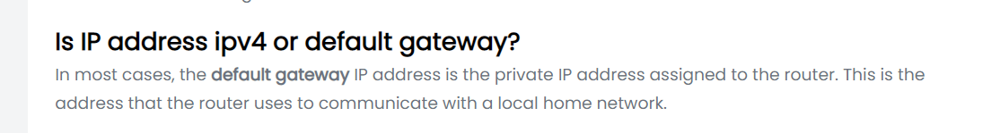 Is IP address ipv4 or default gateway?
In most cases, the default gateway IP address is the private IP address assigned to the router. This is the
address that the router uses to communicate with a local home network.